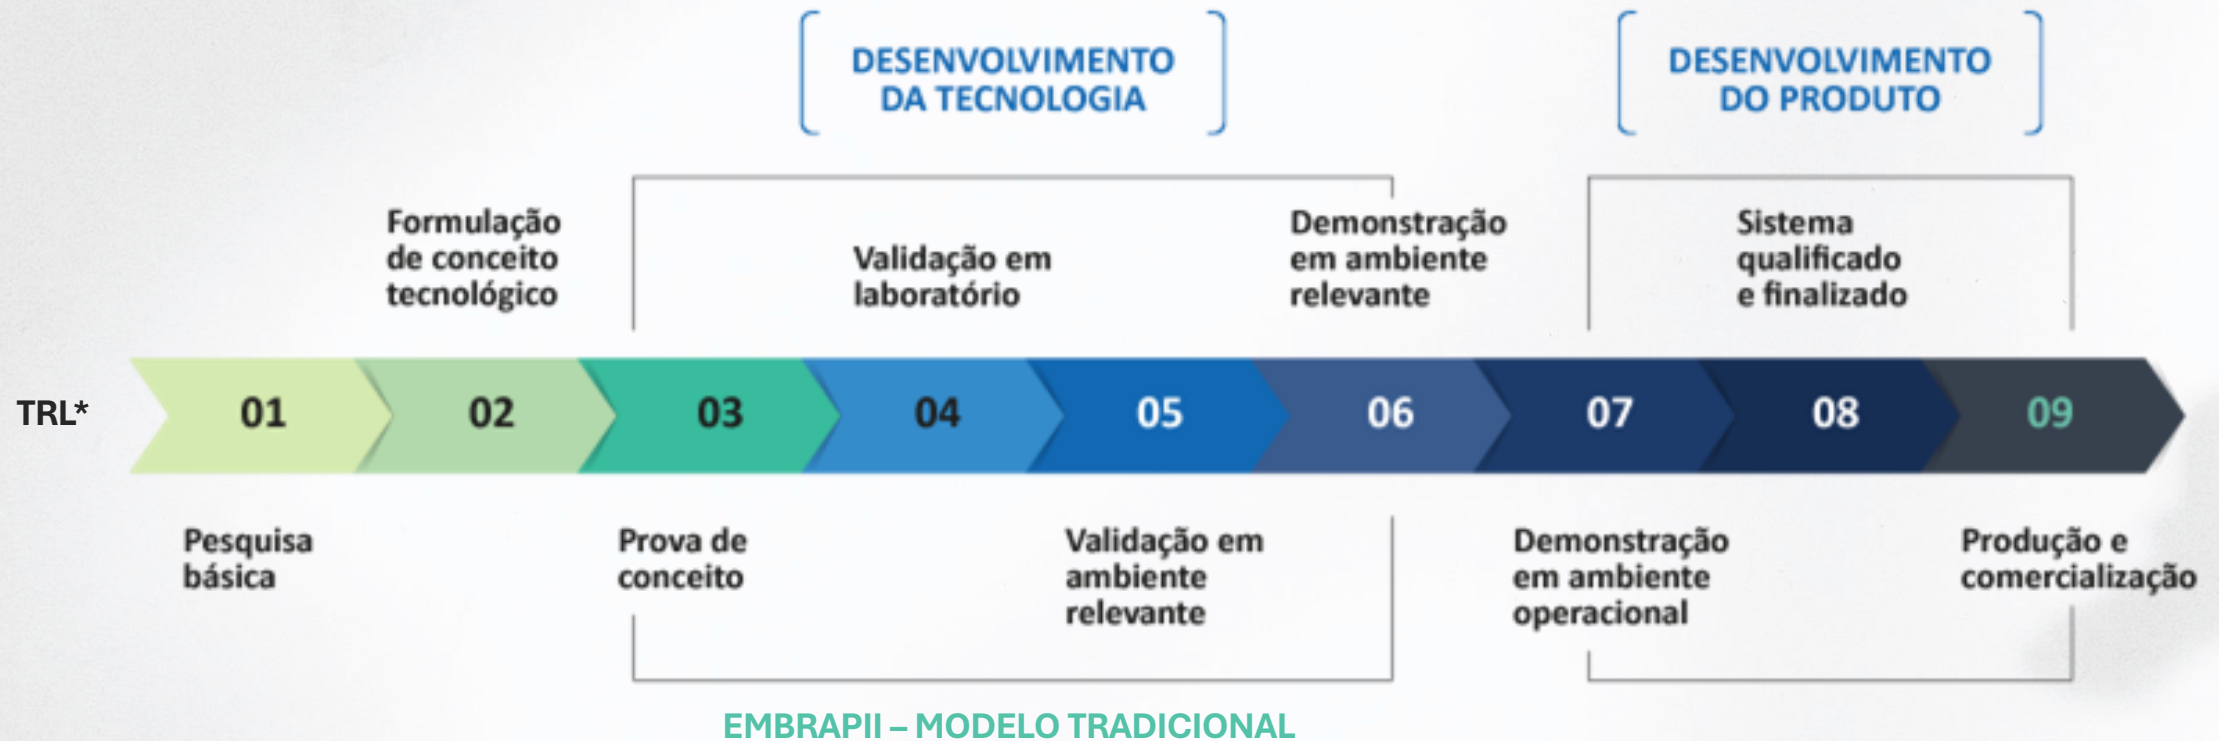 DESENVOLVIMENTO
DA TECNOLOGIA
DESENVOLVIMENTO
DO PRODUTO
Formulação
de conceito
tecnológico
Validação em
laboratório
Demonstração
em ambiente
relevante
Sistema
qualificado
e finalizado
TRL*
01
02
03
04
05
06
07
08
09
Pesquisa
básica
Prova de
conceito
Validação em
ambiente
relevante
Demonstração
em ambiente
operacional
Produção e
comercialização
EMBRAPII – MODELO TRADICIONAL